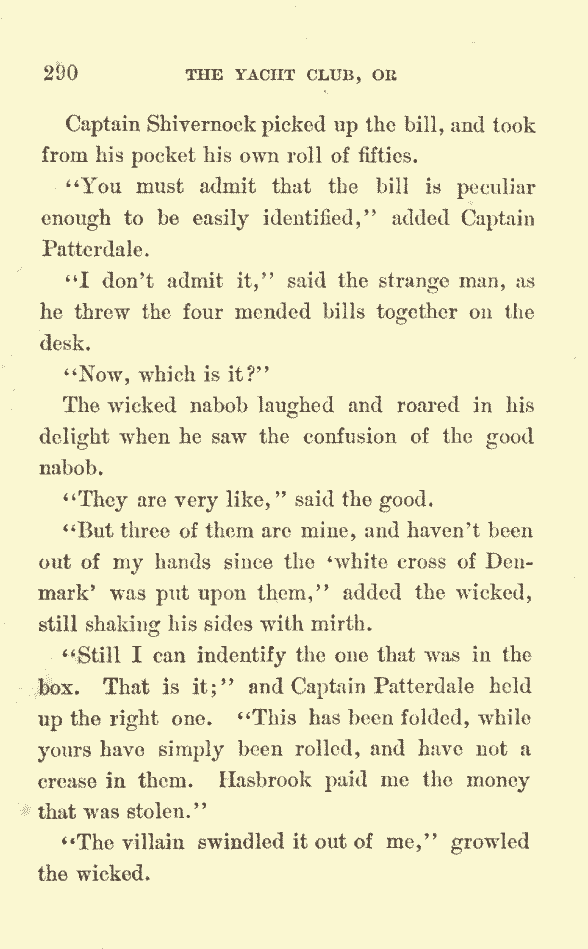 290 THE YACHT CLUB, OR
Captain Shivernock picked up the bill, and took
from his pocket his own roll of fifties.
"You must admit that the bill is peculiar
enough to be easily identified," added Captain
Patterdale.
"I don't admit it," said the strange man, as
he threw the four mended bills together on the
desk.
"Now, which is it?"
The wicked nabob laughed and roared in his
delight when he saw the confusion of the good
nabob.
"They are very like," said the good.
"But three of them are mine, and haven't been
out of my hands since the 'white cross of Den-
mark' was put upon them," added the wicked,
still shaking his sides with mirth.
"Still I can indentify the one that was in the
box. That is it;" and Captain Patterdale held
up the right one. "This has been folded, while
yours have simply been rolled, and have not a
crease in them. Hasbrook paid me the money
that was stolen."
"The villain swindled it out of me," growled
the wicked.